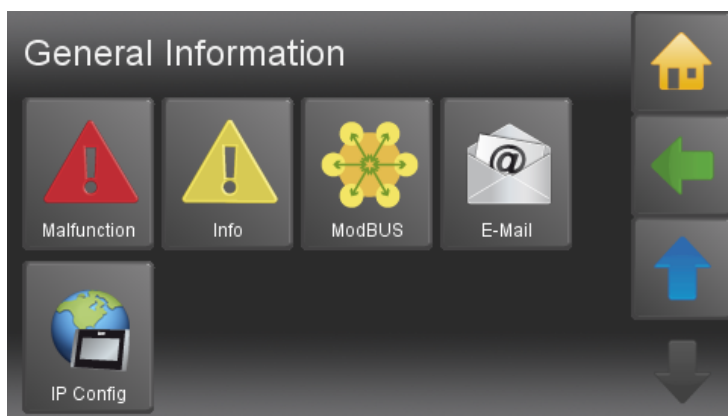 General Information
Malfunction
Info
ModBUS
@
E-Mail
IP Config